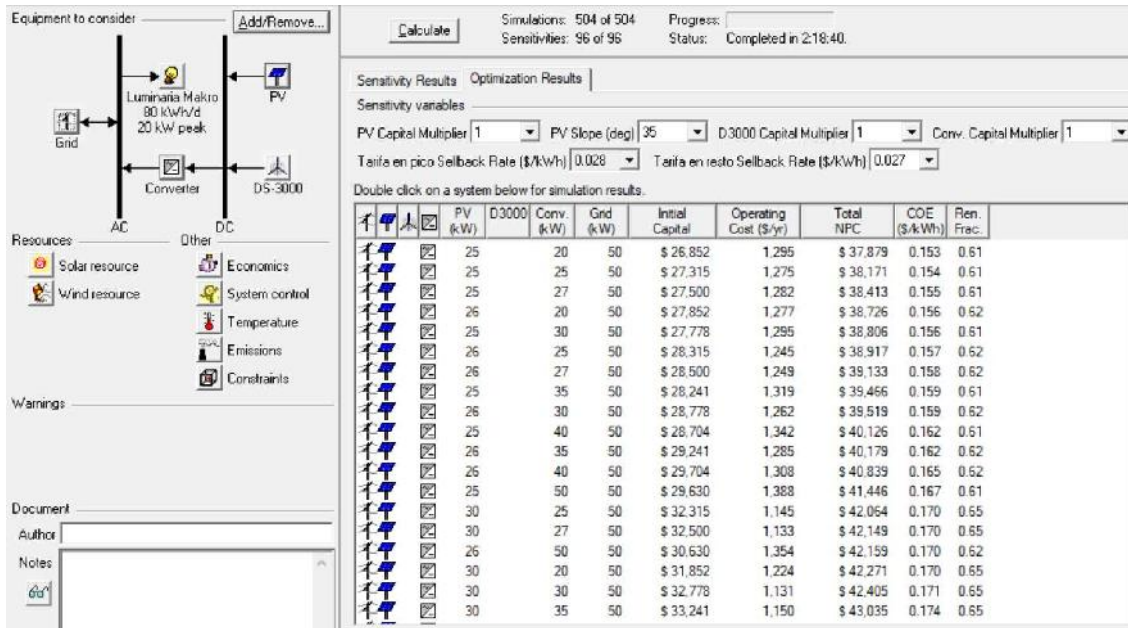 Equipment to consider Add/Remove...
Luminaria Makro
80 kWh/d
20 kW peak
PV
Grid
Converter
DS-3000
AC DC
Resources Other
Solar resource Economics
Wind resource System control
Temperature
Emissions
Constraints
Warnings
Document
Author
Notes
Calculate
Simulations: 504 of 504 Progress:
Sensitivities: 96 of 96 Status: Completed in 2:18:40.
Sensitivity Results Optimization Results
Sensitivity variables
PV Capital Multiplier 1 PV Slope (deg) 35 D3000 Capital Multiplier 1 Conv. Capital Multiplier 1
Tarifa en pico Sellback Rate ($/kWh) 0.028 Tarifa en resto Sellback Rate ($/kWh) 0.027
Double click on a system below for simulation results.
PV (kW) D3000 Conv. (kW) Grid (kW) Initial Capital Operating Cost ($/yr) Total NPC COE ($/kWh) Ren. Frac.
25 20 50 $ 26,852 1,295 $ 37,879 0.153 0.61
25 25 50 $ 27,315 1,275 $ 38,171 0.154 0.61
25 27 50 $ 27,500 1,282 $ 38,413 0.155 0.61
26 20 50 $ 27,852 1,277 $ 38,726 0.156 0.62
25 30 50 $ 27,778 1,295 $ 38,806 0.156 0.61
26 25 50 $ 28,315 1,245 $ 38,917 0.157 0.62
26 27 50 $ 28,500 1,249 $ 39,133 0.158 0.62
25 35 50 $ 28,241 1,319 $ 39,466 0.159 0.61
26 30 50 $ 28,778 1,262 $ 39,519 0.159 0.62
25 40 50 $ 28,704 1,342 $ 40,126 0.162 0.61
26 35 50 $ 29,241 1,285 $ 40,179 0.162 0.62
26 40 50 $ 29,704 1,308 $ 40,839 0.165 0.62
25 50 50 $ 29,630 1,388 $ 41,446 0.167 0.61
30 25 50 $ 32,315 1,145 $ 42,064 0.170 0.65
30 27 50 $ 32,500 1,133 $ 42,149 0.170 0.65
26 50 50 $ 30,630 1,354 $ 42,159 0.170 0.62
30 20 50 $ 31,852 1,224 $ 42,271 0.170 0.65
30 30 50 $ 32,778 1,131 $ 42,405 0.171 0.65
30 35 50 $ 33,241 1,150 $ 43,035 0.174 0.65